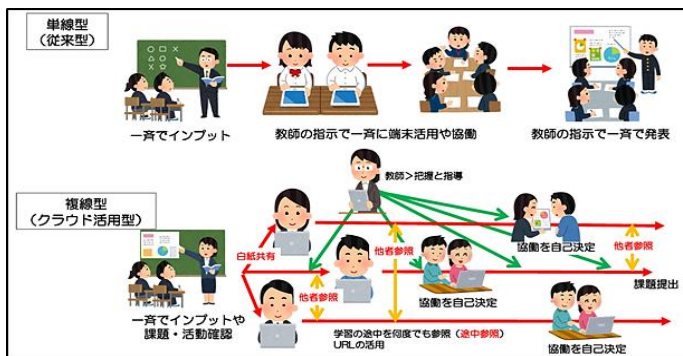 単線型
（従来型）
一斉でインプット
教師の指示で一斉に端末活用や協働
教師の指示で一斉で発表
複線型
（クラウド活用型）
教師＞把握と指導
白紙共有
他者参照
他者参照
他者参照
協働を自己決定
協働を自己決定
課題提出
一斉でインプットや
課題・活動確認
学習の途中を何度でも参照（途中参照）
URLの活用
協働を自己決定